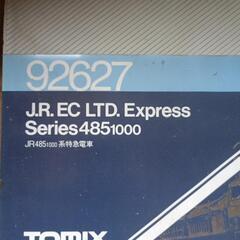 92627
J.R. EC LTD. Express
Series4851000
JR4851000系特急電車
TOMIX